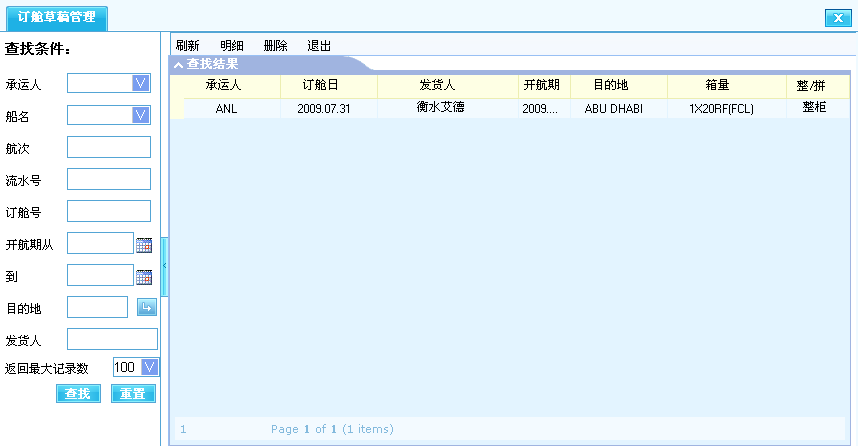 订舱草稿管理
X
查找条件：
承运人
船名
航次
流水号
订舱号
开航期从
到
目的地
发货人
返回最大记录数 100
查找 重置
刷新 明细 删除 退出
查找结果
承运人 订舱日 发货人 开航期 目的地 箱量 整/拼
ANL 2009.07.31 衡水艾德 2009.... ABU DHABI 1X20RF(FCL) 整柜
1 Page 1 of 1 (1 items)